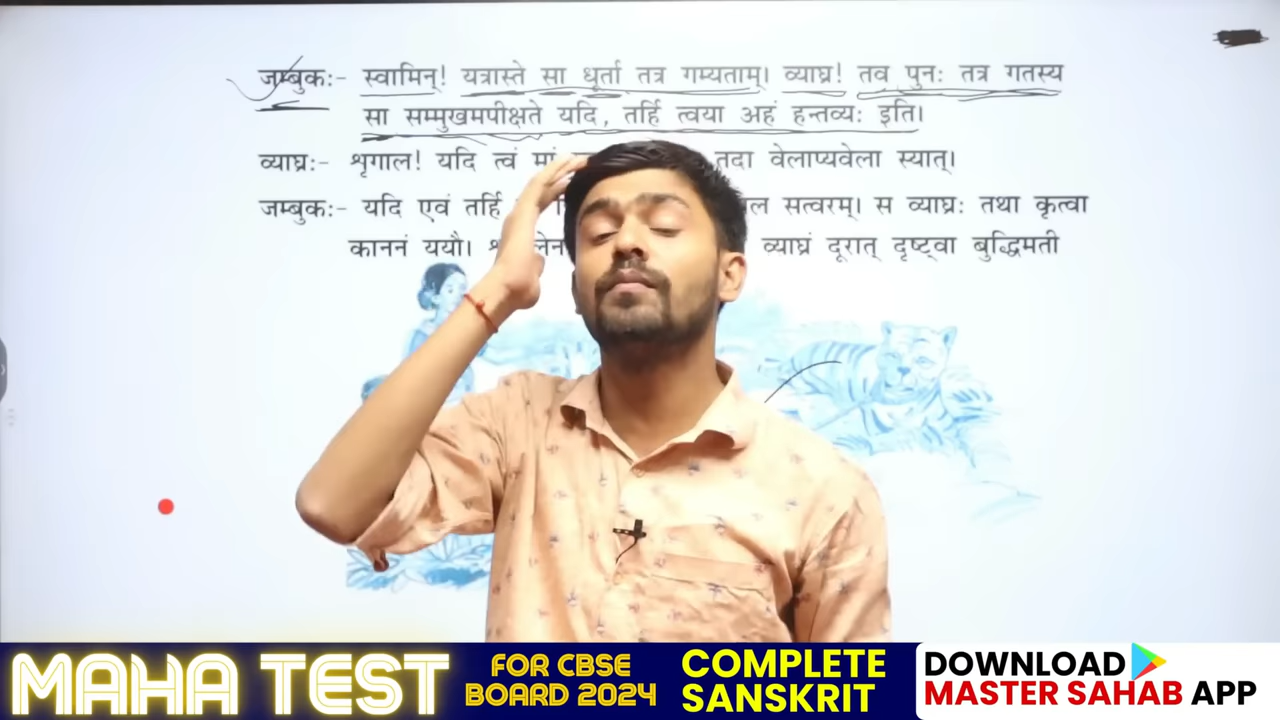 जम्बुकः- स्वामिन्! यत्रास्ते सा धूर्ता तत्र गम्यताम्। व्याघ्र! तव पुनः तत्र गतस्य
सा सम्मुखमपीक्षते यदि, तर्हि त्वया अहं हन्तव्यः इति।
व्याघ्रः- शृगाल! यदि त्वं मां तदा वेलाप्यवेला स्यात्।
जम्बुकः- यदि एवं तर्हि सत्वरम्। स व्याघ्रः तथा कृत्वा
काननं ययौ। व्याघ्रं दूरात् दृष्ट्वा बुद्धिमती
MAHA TEST
FOR CBSE
BOARD 2024
COMPLETE
SANSKRIT
DOWNLOAD
MASTER SAHAB APP